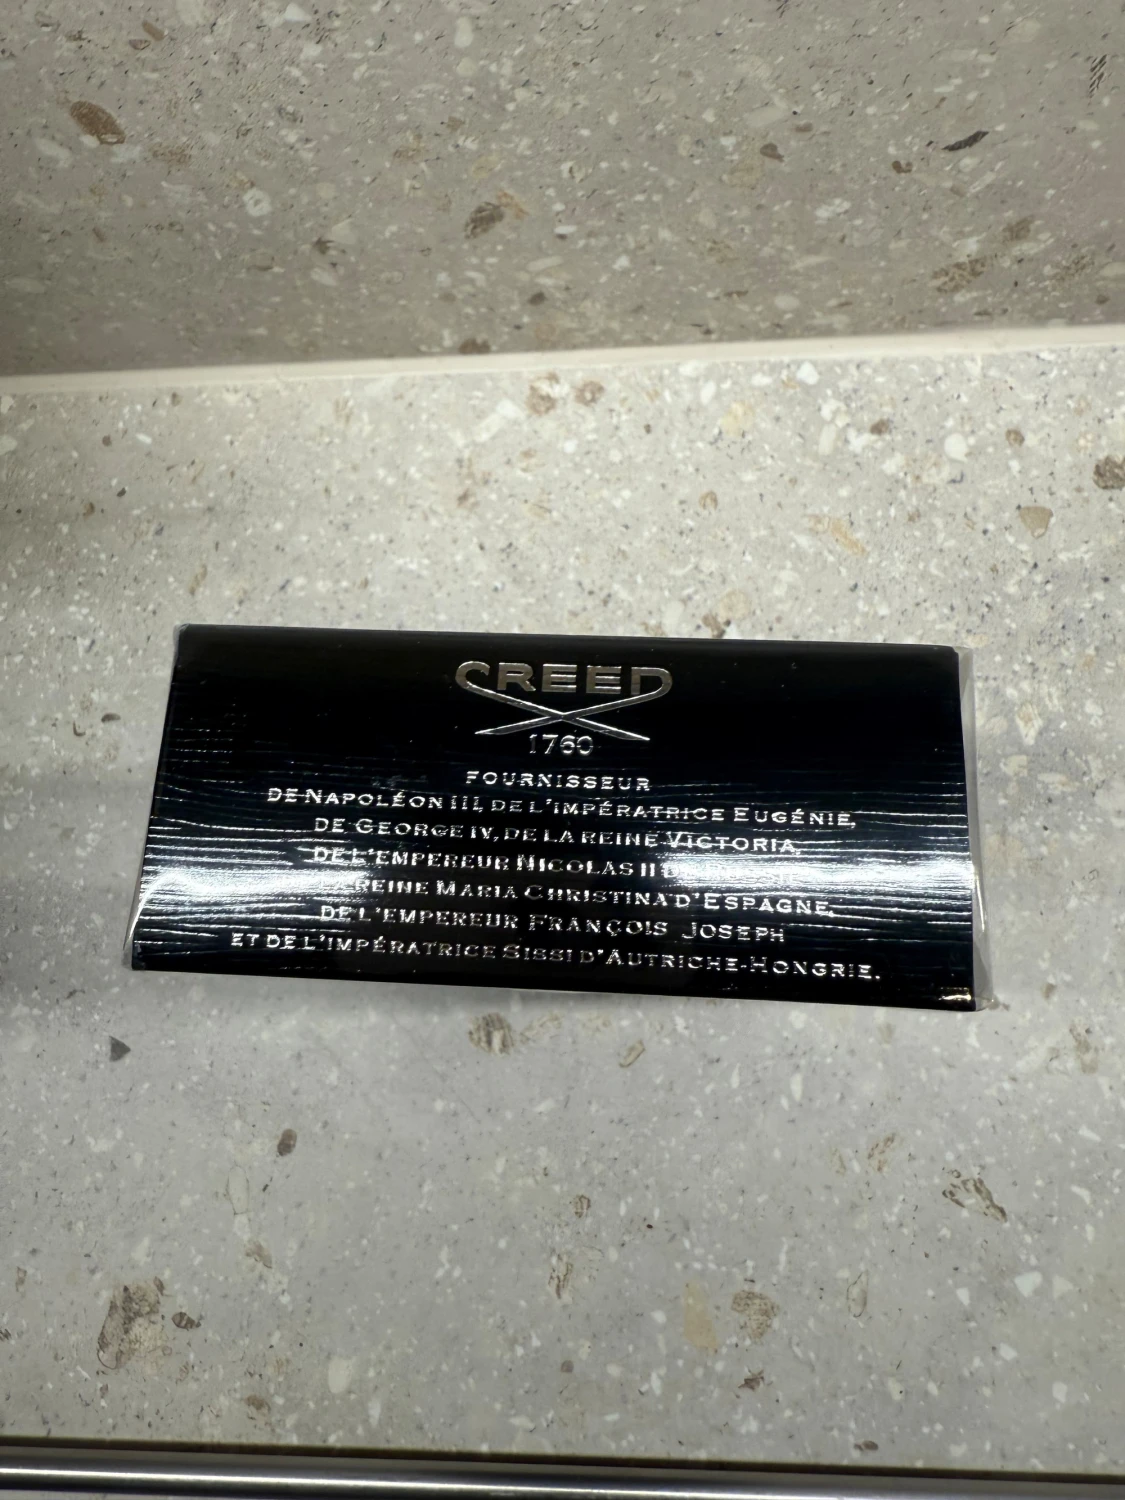 CREED
1760
FOURNISSEUR
DE NAPOLÉON III, DE L'IMPÉRATRICE EUGÉNIE,
DE GEORGE IV, DE LA REINE VICTORIA,
DE L'EMPEREUR NICOLAS II
REINE MARIA CHRISTINA D'ESPAGNE,
DE L'EMPEREUR FRANÇOIS JOSEPH
ET DE L'IMPÉRATRICE SISSI D'AUTRICHE-HONGRIE.